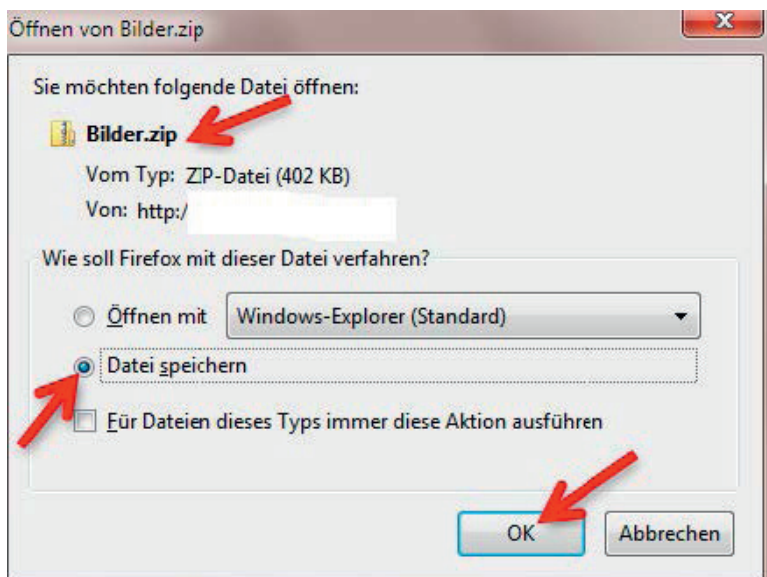 Öffnen von Bilder.zip
Sie möchten folgende Datei öffnen:
Bilder.zip
Vom Typ: ZIP-Datei (402 KB)
Von: http:/
Wie soll Firefox mit dieser Datei verfahren?
Öffnen mit Windows-Explorer (Standard)
Datei speichern
Für Dateien dieses Typs immer diese Aktion ausführen
OK Abbrechen